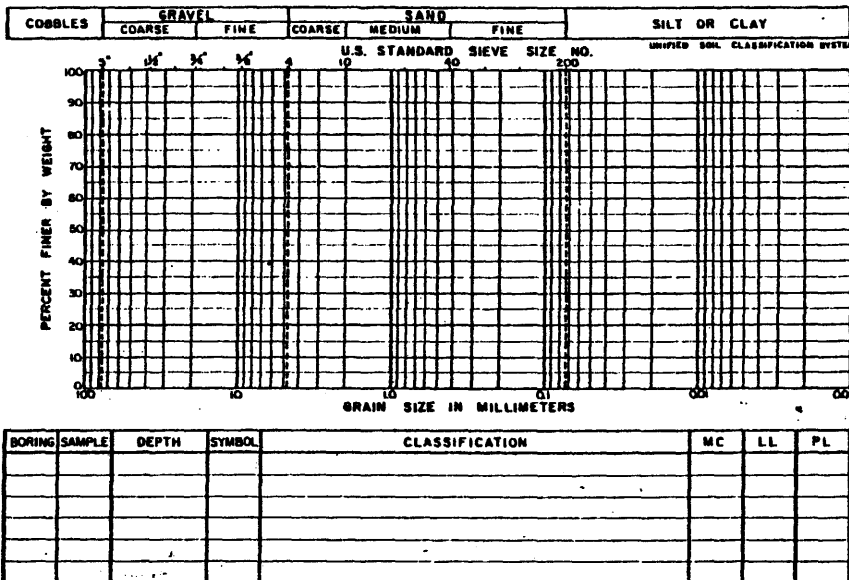 COBBLES GRAVEL SAND SILT OR CLAY
COARSE FINE COARSE MEDIUM FINE
U.S. STANDARD SIEVE SIZE NO. UNIFIED SOIL CLASSIFICATION SYSTE
3" 1½" ¾" ⅜" 4 10 40 200
PERCENT FINER BY WEIGHT
100
90
80
70
60
50
40
30
20
10
0
100 10 1.0 0.1 0.01 0.0
GRAIN SIZE IN MILLIMETERS
BORING SAMPLE DEPTH SYMBOL CLASSIFICATION MC LL PL